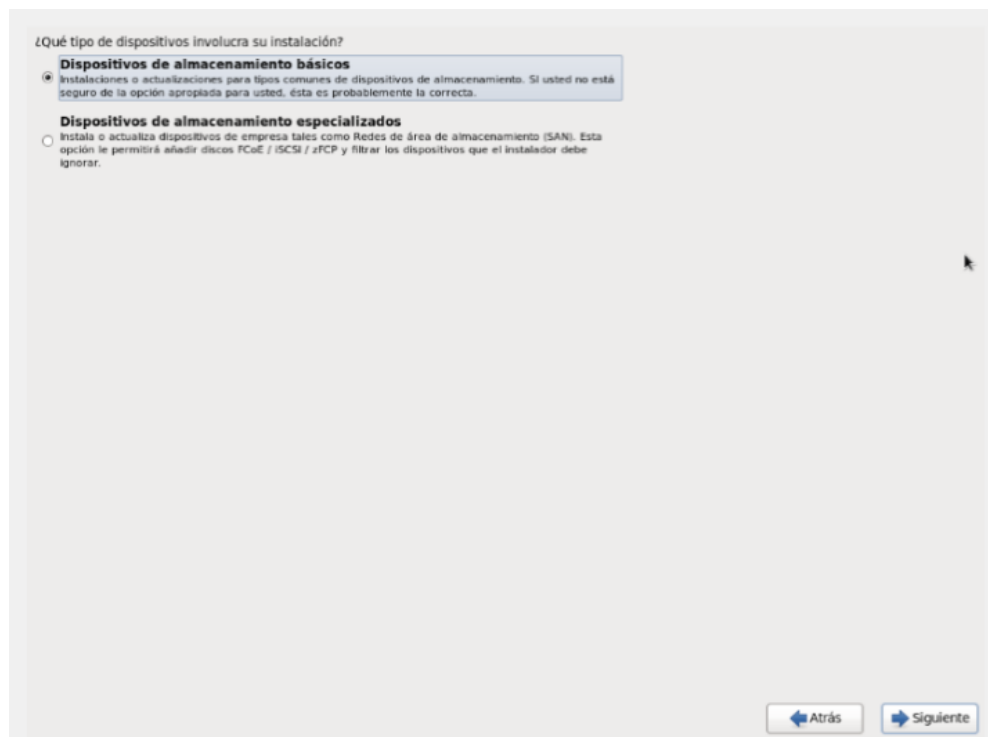 ¿Qué tipo de dispositivos involucra su instalación?
Dispositivos de almacenamiento básicos
Instalaciones o actualizaciones para tipos comunes de dispositivos de almacenamiento. Si usted no está
seguro de la opción apropiada para usted, ésta es probablemente la correcta.
Dispositivos de almacenamiento especializados
Instala o actualiza dispositivos de empresa tales como Redes de área de almacenamiento (SAN). Esta
opción le permitirá añadir discos FCoE / iSCSI / zFCP y filtrar los dispositivos que el instalador debe
ignorar.
Atrás
Siguiente